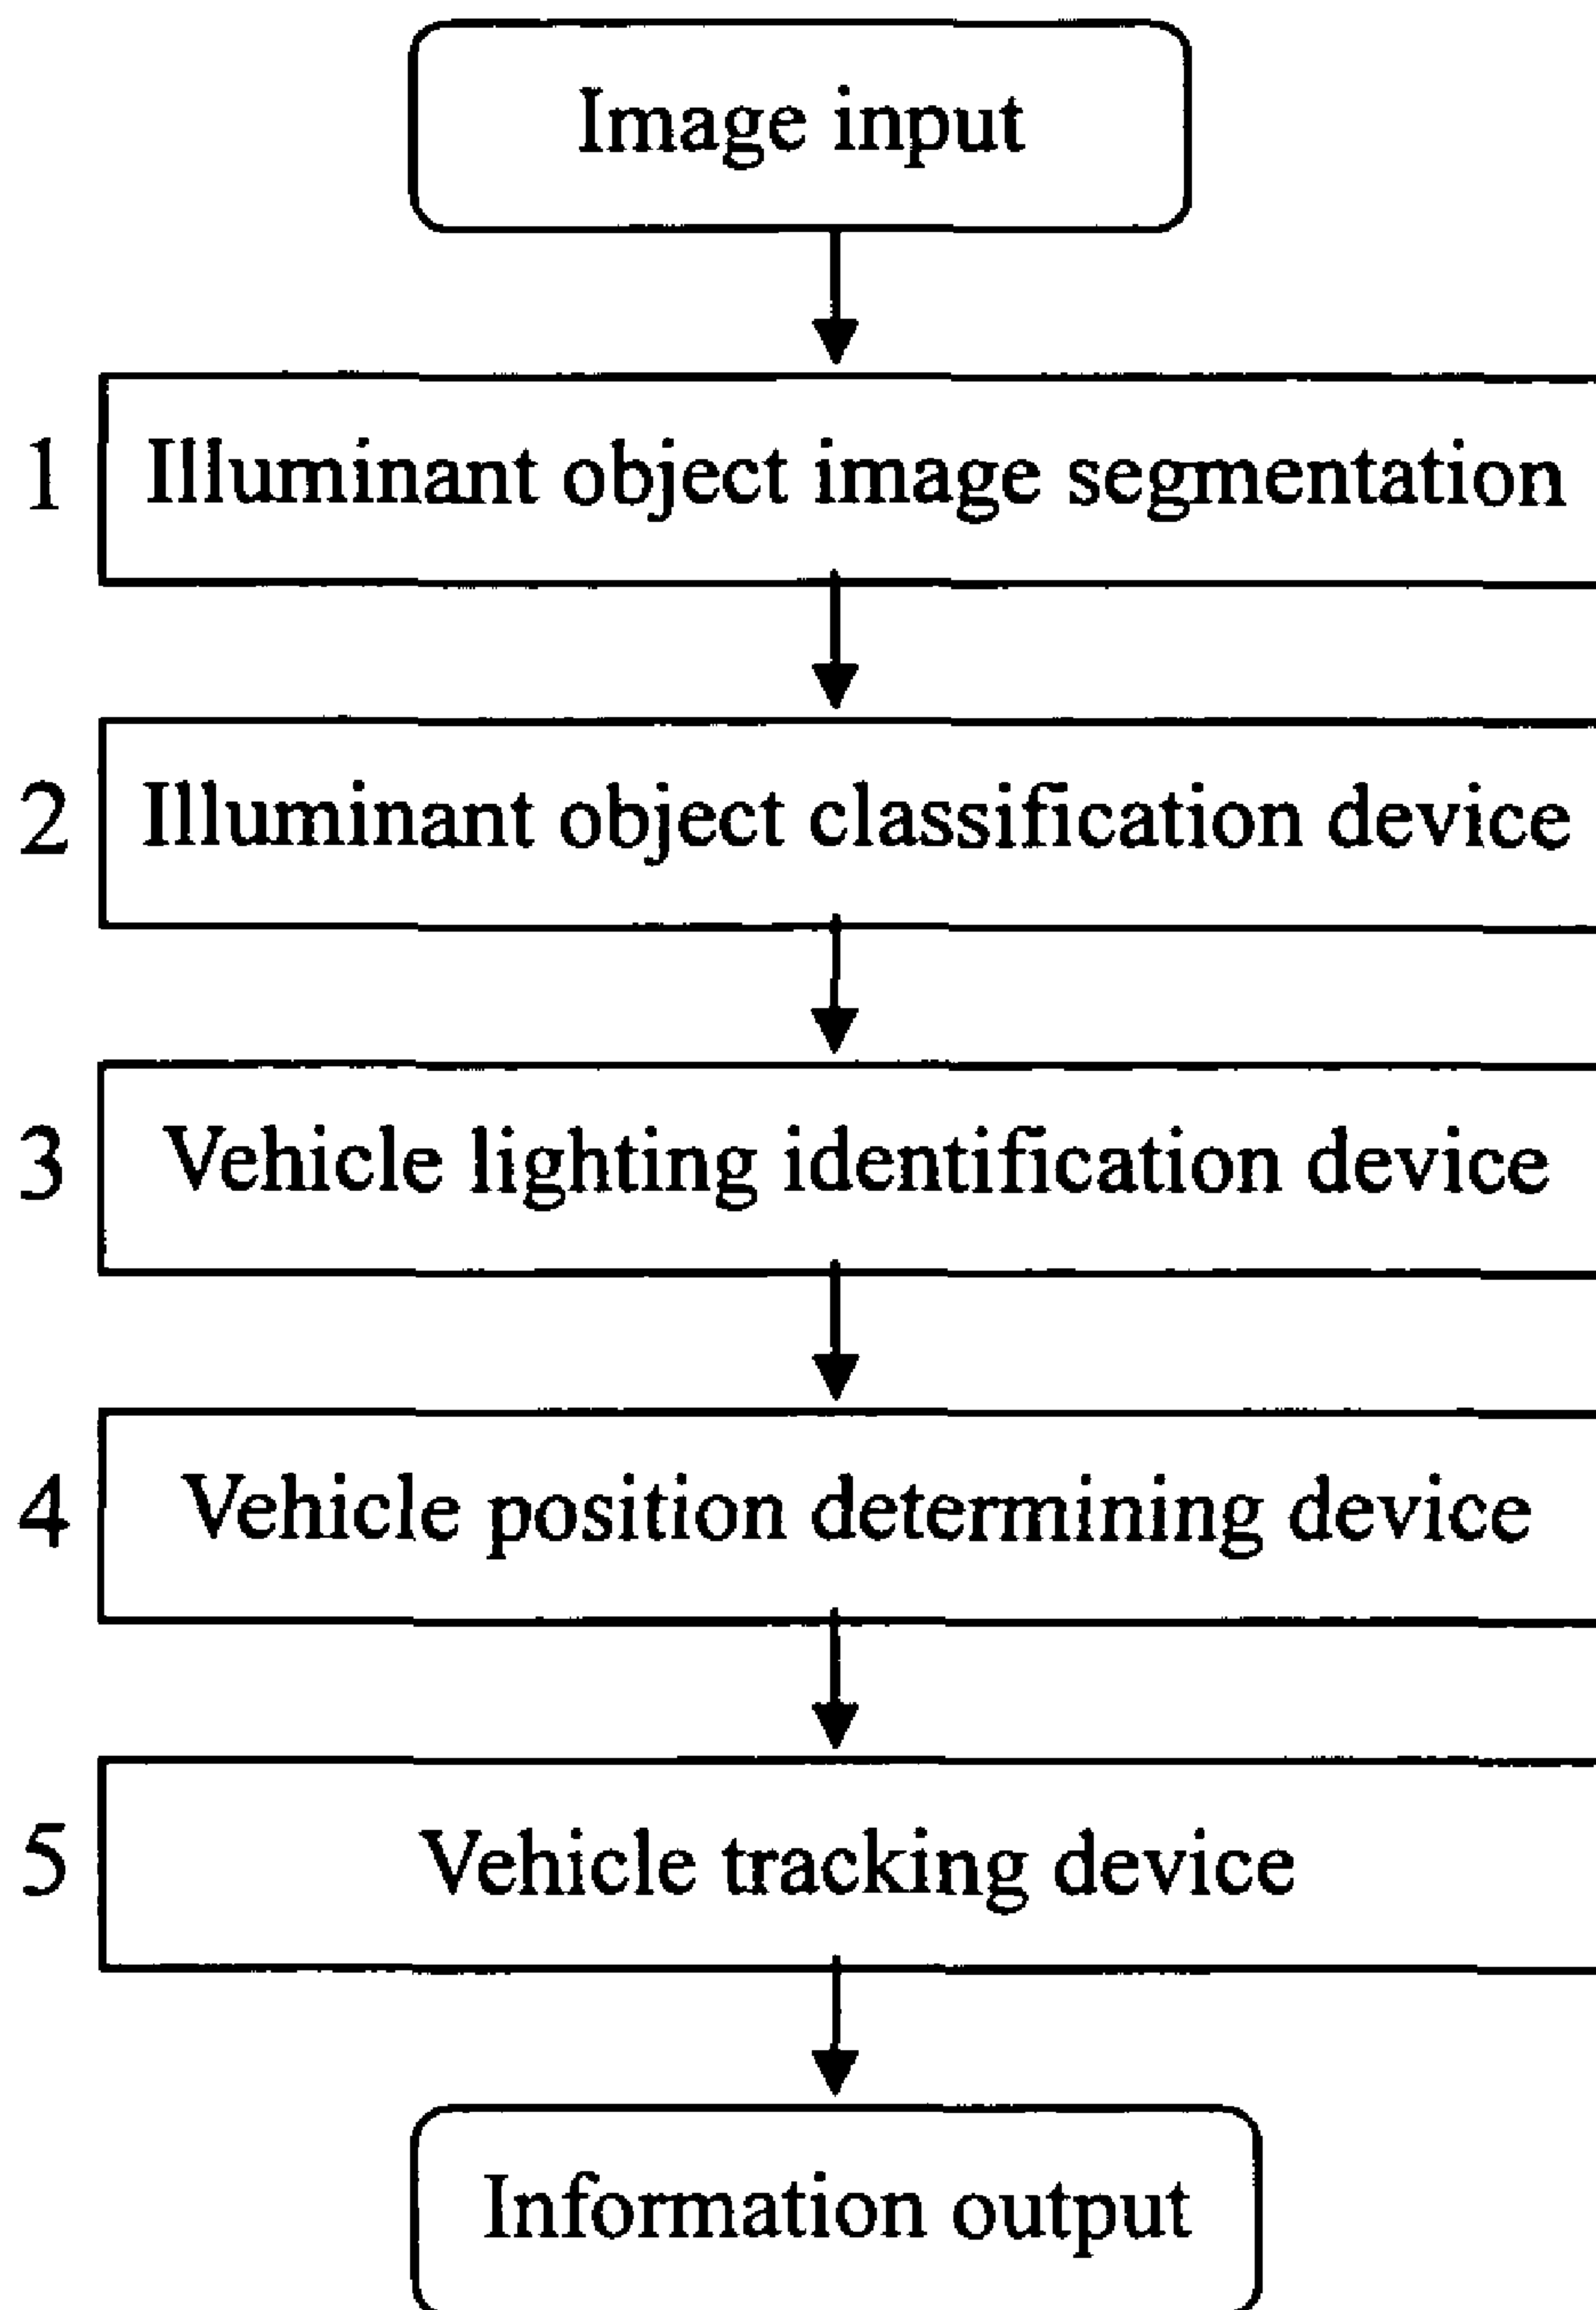 Image input
1 Illuminant object image segmentation
2 Illuminant object classification device
3 Vehicle lighting identification device
4 Vehicle position determining device
5 Vehicle tracking device
Information output